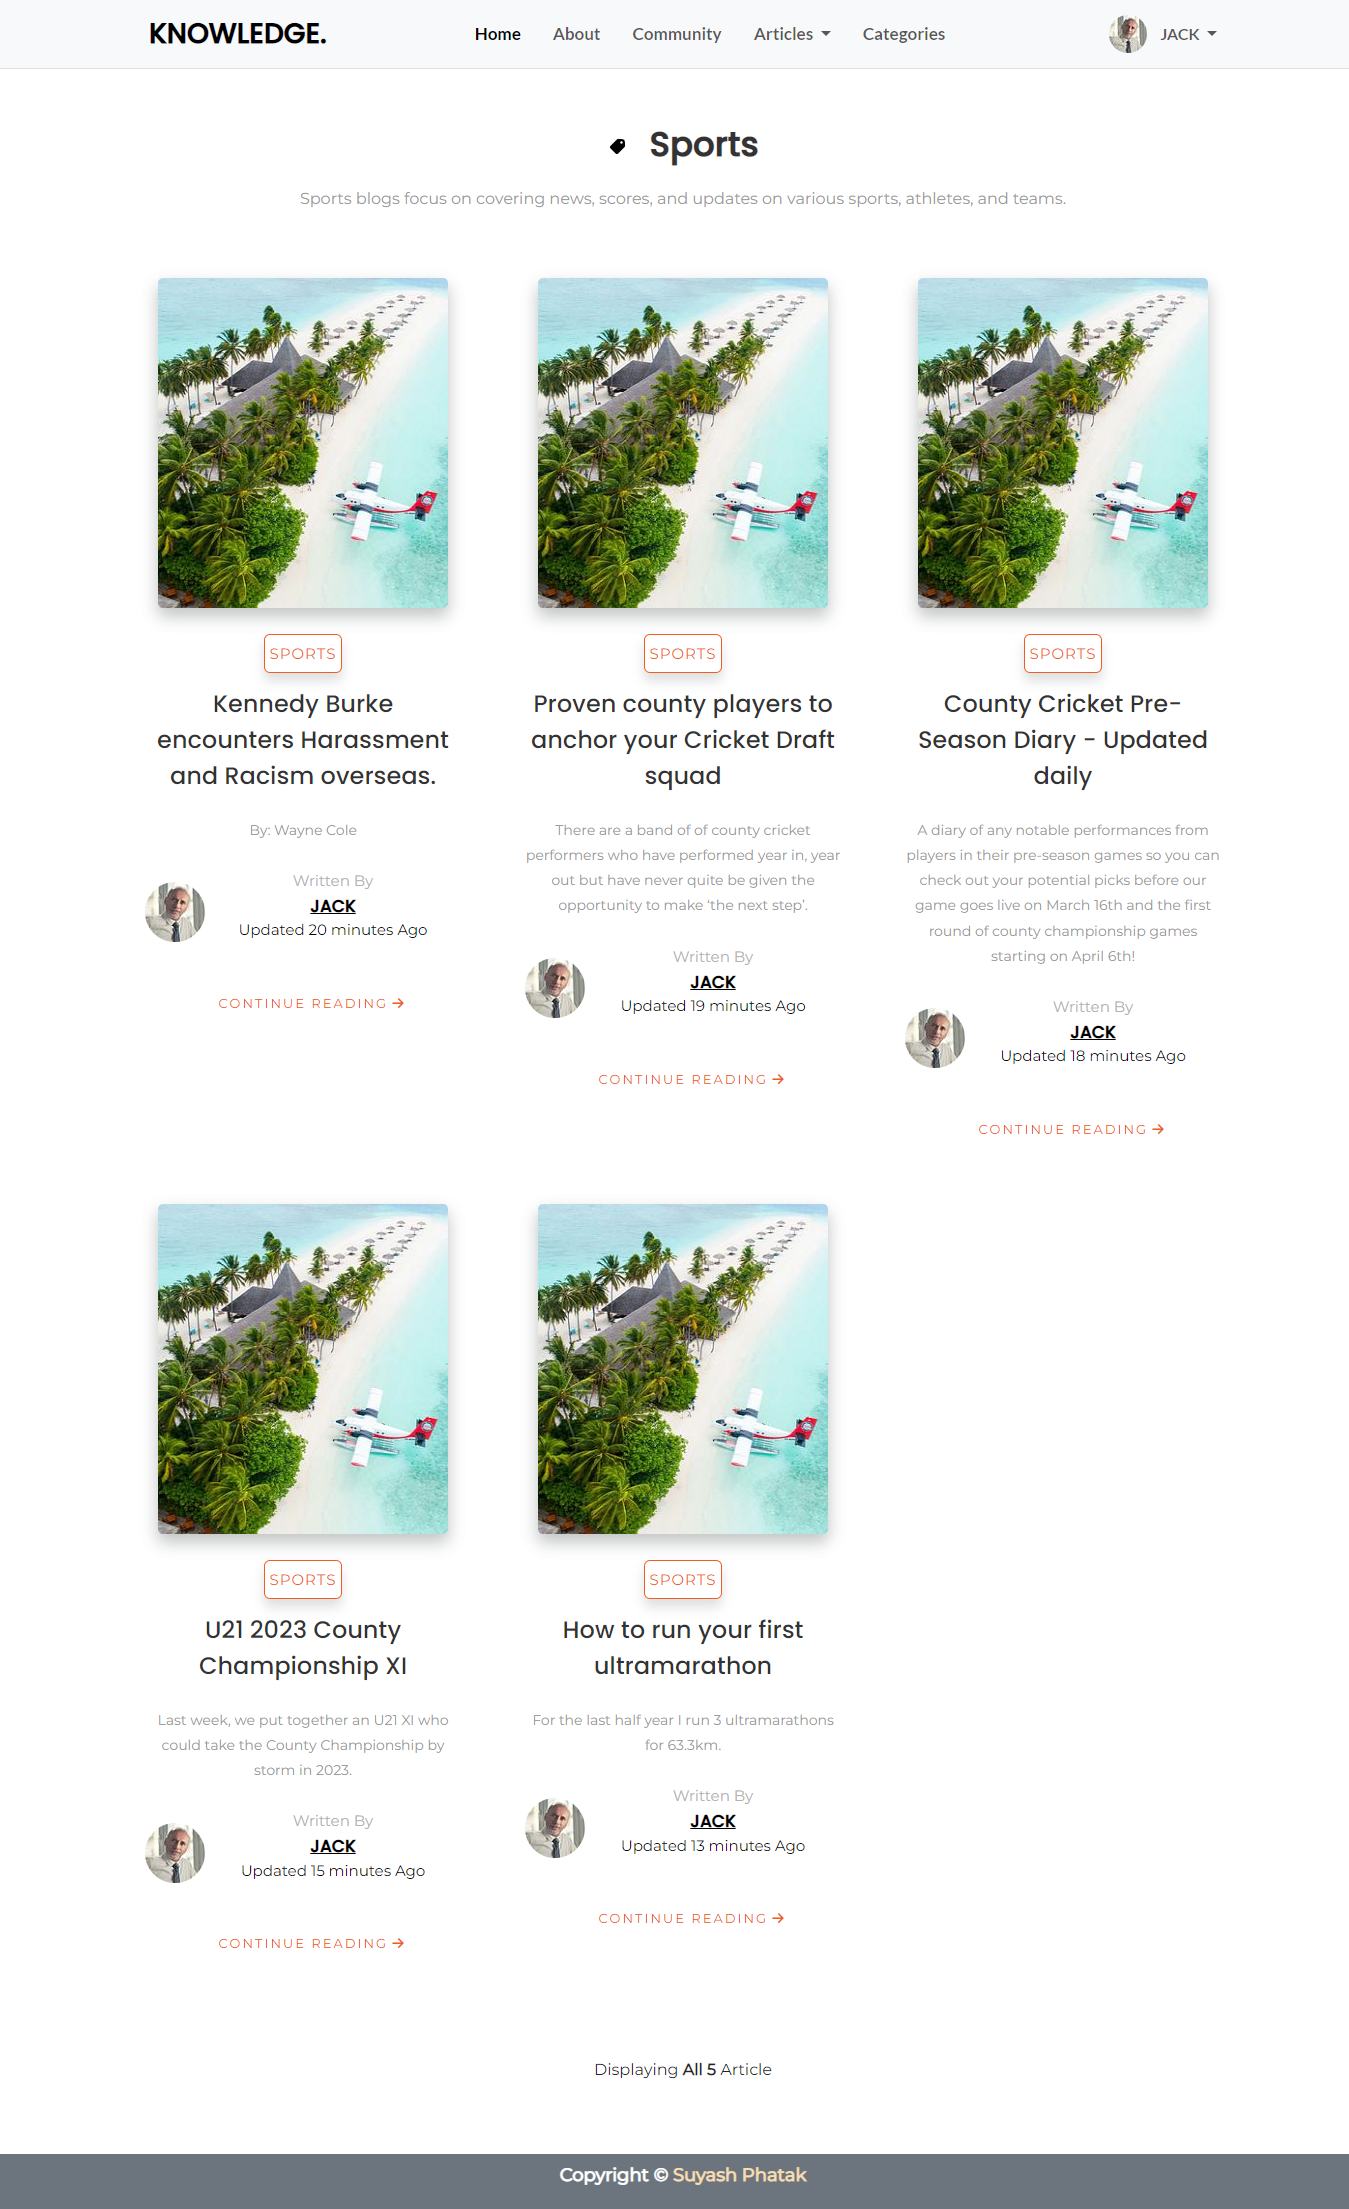 KNOWLEDGE.
Home
About
Community
Articles
Categories
JACK
Sports
Sports blogs focus on covering news, scores, and updates on various sports, athletes, and teams.
SPORTS
Kennedy Burke
encounters Harassment
and Racism overseas.
By: Wayne Cole
Written By
JACK
Updated 20 minutes Ago
CONTINUE READING
SPORTS
Proven county players to
anchor your Cricket Draft
squad
There are a band of of county cricket
performers who have performed year in, year
out but have never quite be given the
opportunity to make ‘the next step’.
Written By
JACK
Updated 19 minutes Ago
CONTINUE READING
SPORTS
County Cricket Pre-
Season Diary - Updated
daily
A diary of any notable performances from
players in their pre-season games so you can
check out your potential picks before our
game goes live on March 16th and the first
round of county championship games
starting on April 6th!
Written By
JACK
Updated 18 minutes Ago
CONTINUE READING
SPORTS
U21 2023 County
Championship XI
Last week, we put together an U21 XI who
could take the County Championship by
storm in 2023.
Written By
JACK
Updated 15 minutes Ago
CONTINUE READING
SPORTS
How to run your first
ultramarathon
For the last half year I run 3 ultramarathons
for 63.3km.
Written By
JACK
Updated 13 minutes Ago
CONTINUE READING
Displaying All 5 Article
Copyright © Suyash Phatak